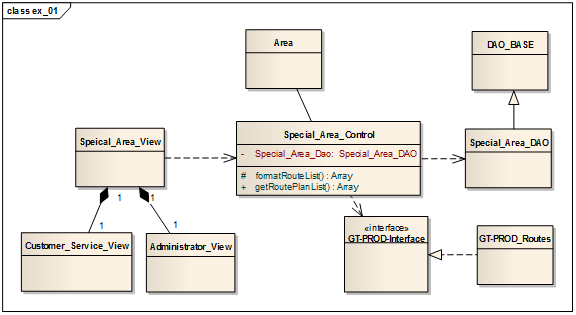 class ex_01
Area
DAO_BASE
Speical_Area_View
Special_Area_Control
- Special_Area_Dao: Special_Area_DAO
# formatRouteList() : Array
+ getRoutePlanList() : Array
Special_Area_DAO
1
1
1
1
Customer_Service_View
Administrator_View
«interface»
GT-PROD-Interface
GT-PROD_Routes